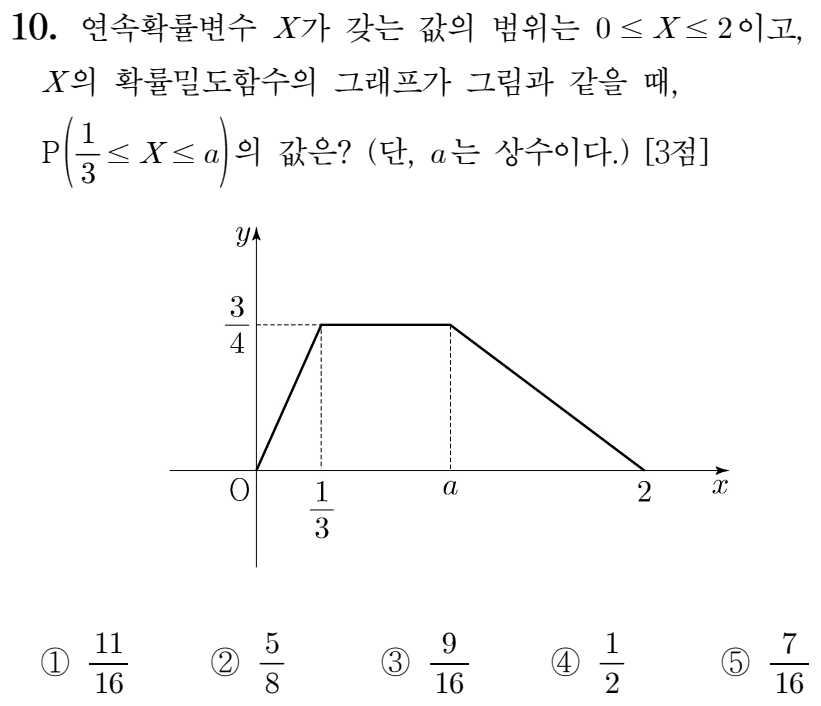 10. 연속확률변수 X가 갖는 값의 범위는 0 ≤ X ≤ 2이고,
X의 확률밀도함수의 그래프가 그림과 같을 때,
P(1/3 ≤ X ≤ a)의 값은? (단, a는 상수이다.) [3점]
y
3/4
O 1/3 a 2 x
① 11/16 ② 5/8 ③ 9/16 ④ 1/2 ⑤ 7/16